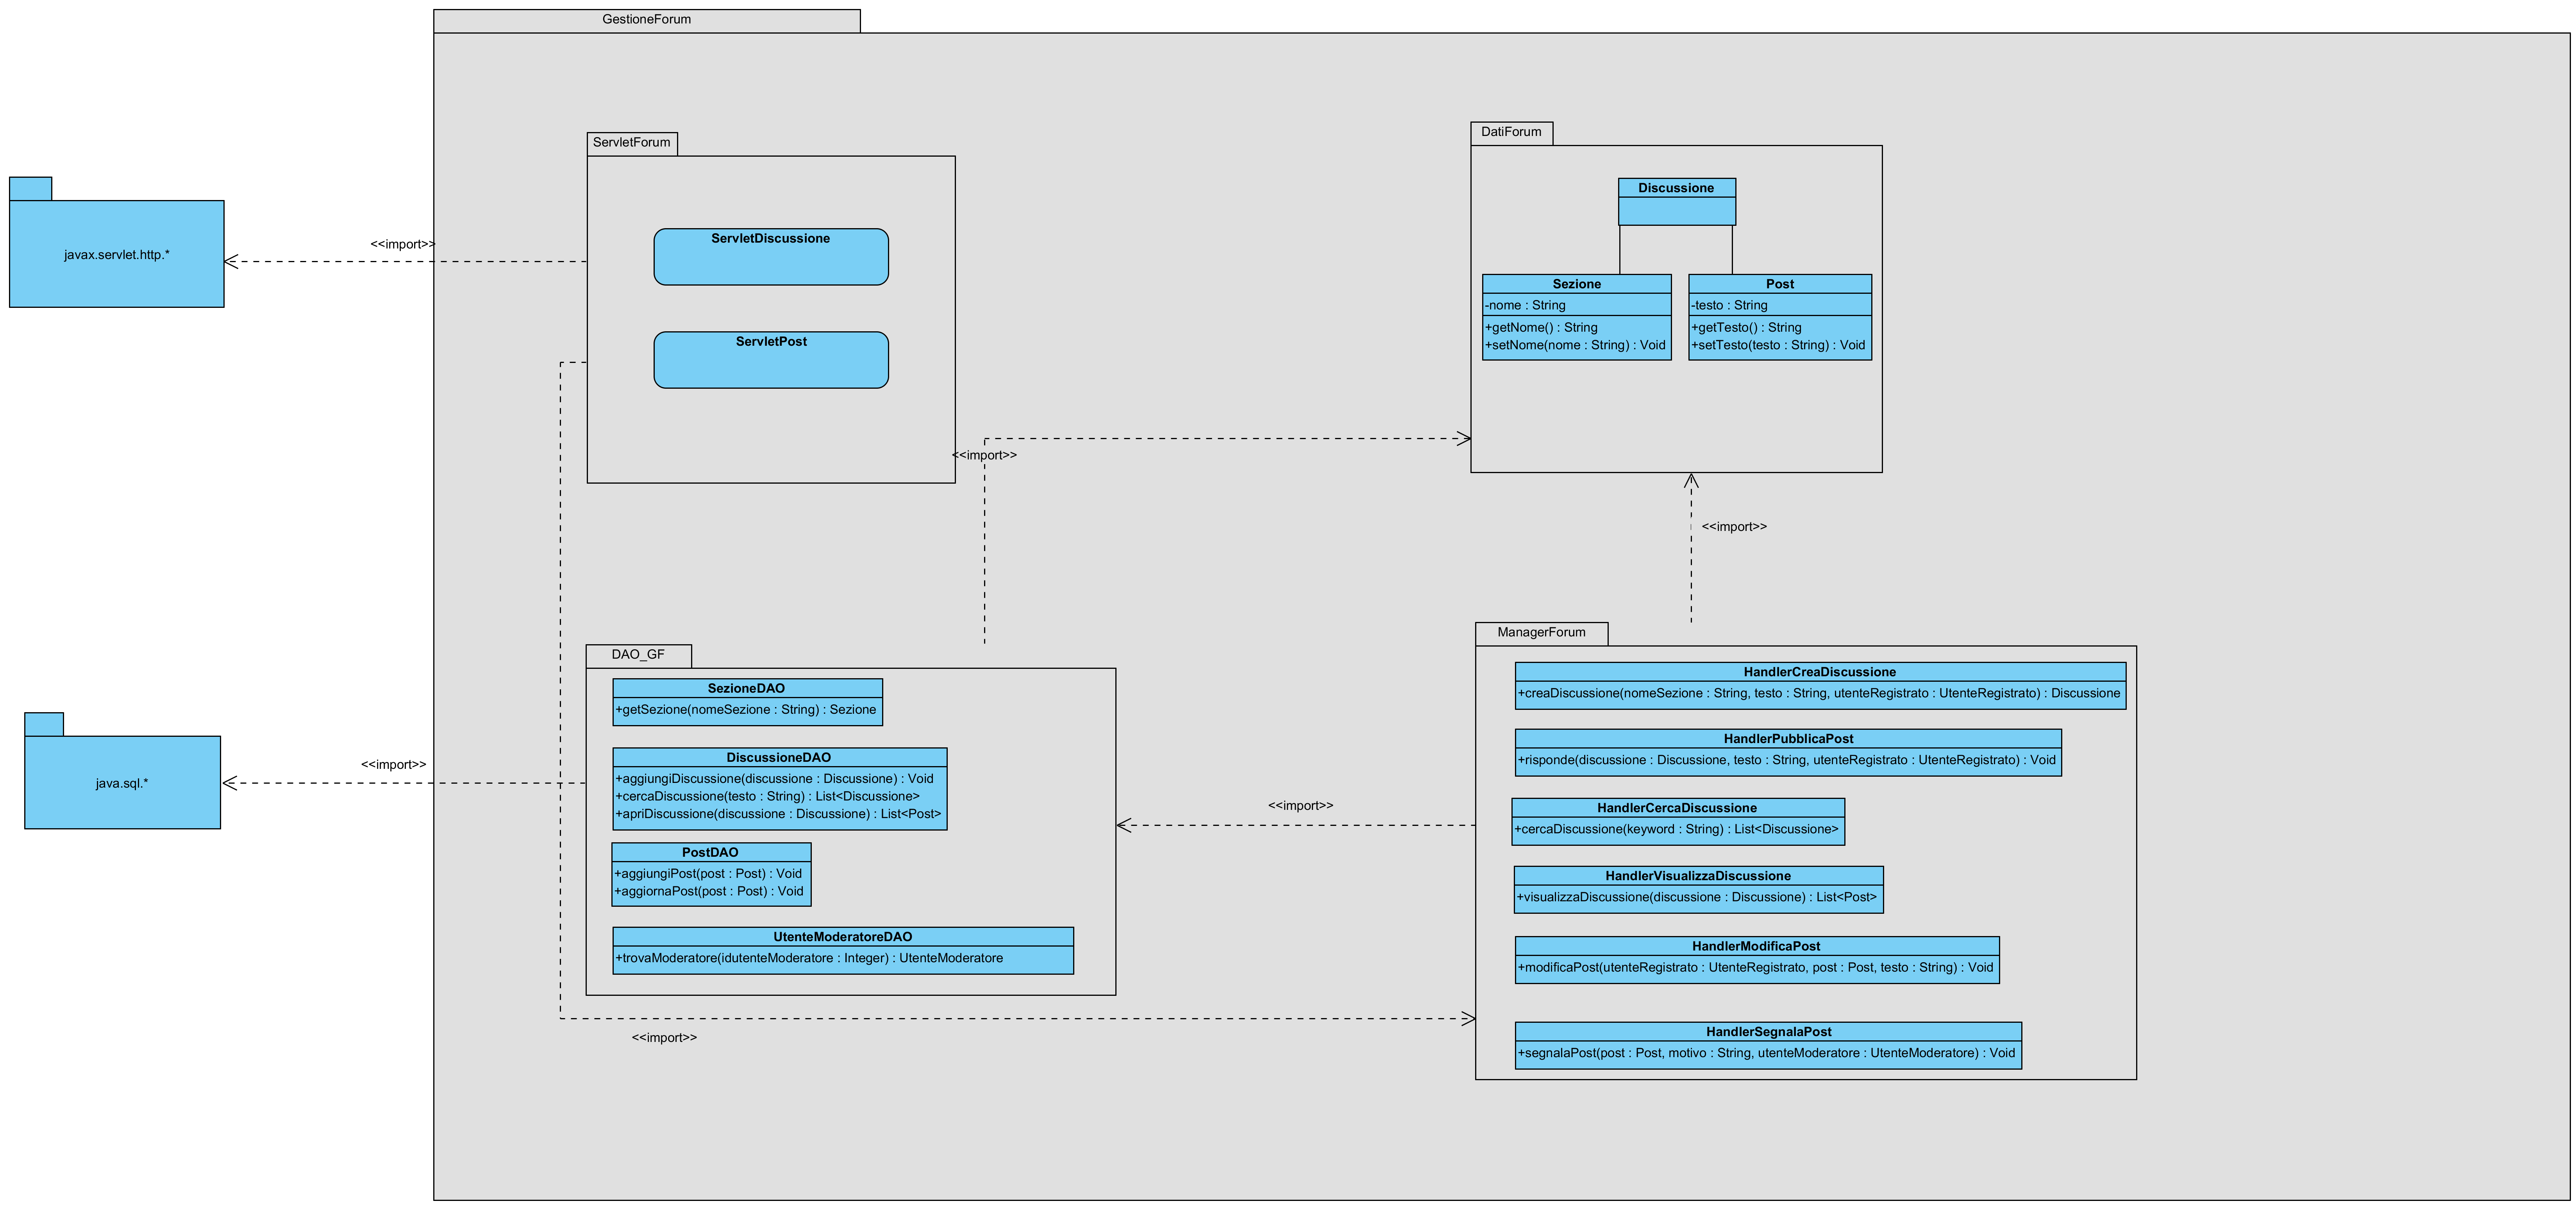 GestioneForum
ServletForum
ServletDiscussione
ServletPost
DatiForum
Discussione
Sezione
-nome : String
+getNome() : String
+setNome(nome : String) : Void
Post
-testo : String
+getTesto() : String
+setTesto(testo : String) : Void
javax.servlet.http.*
<<import>>
<<import>>
<<import>>
DAO_GF
SezioneDAO
+getSezione(nomeSezione : String) : Sezione
DiscussioneDAO
+aggiungiDiscussione(discussione : Discussione) : Void
+cercaDiscussione(testo : String) : List<Discussione>
+apriDiscussione(discussione : Discussione) : List<Post>
PostDAO
+aggiungiPost(post : Post) : Void
+aggiornaPost(post : Post) : Void
UtenteModeratoreDAO
+trovaModeratore(idutenteModeratore : Integer) : UtenteModeratore
ManagerForum
HandlerCreaDiscussione
+creaDiscussione(nomeSezione : String, testo : String, utenteRegistrato : UtenteRegistrato) : Discussione
HandlerPubblicaPost
+risponde(discussione : Discussione, testo : String, utenteRegistrato : UtenteRegistrato) : Void
HandlerCercaDiscussione
+cercaDiscussione(keyword : String) : List<Discussione>
HandlerVisualizzaDiscussione
+visualizzaDiscussione(discussione : Discussione) : List<Post>
HandlerModificaPost
+modificaPost(utenteRegistrato : UtenteRegistrato, post : Post, testo : String) : Void
HandlerSegnalaPost
+segnalaPost(post : Post, motivo : String, utenteModeratore : UtenteModeratore) : Void
java.sql.*
<<import>>
<<import>>
<<import>>